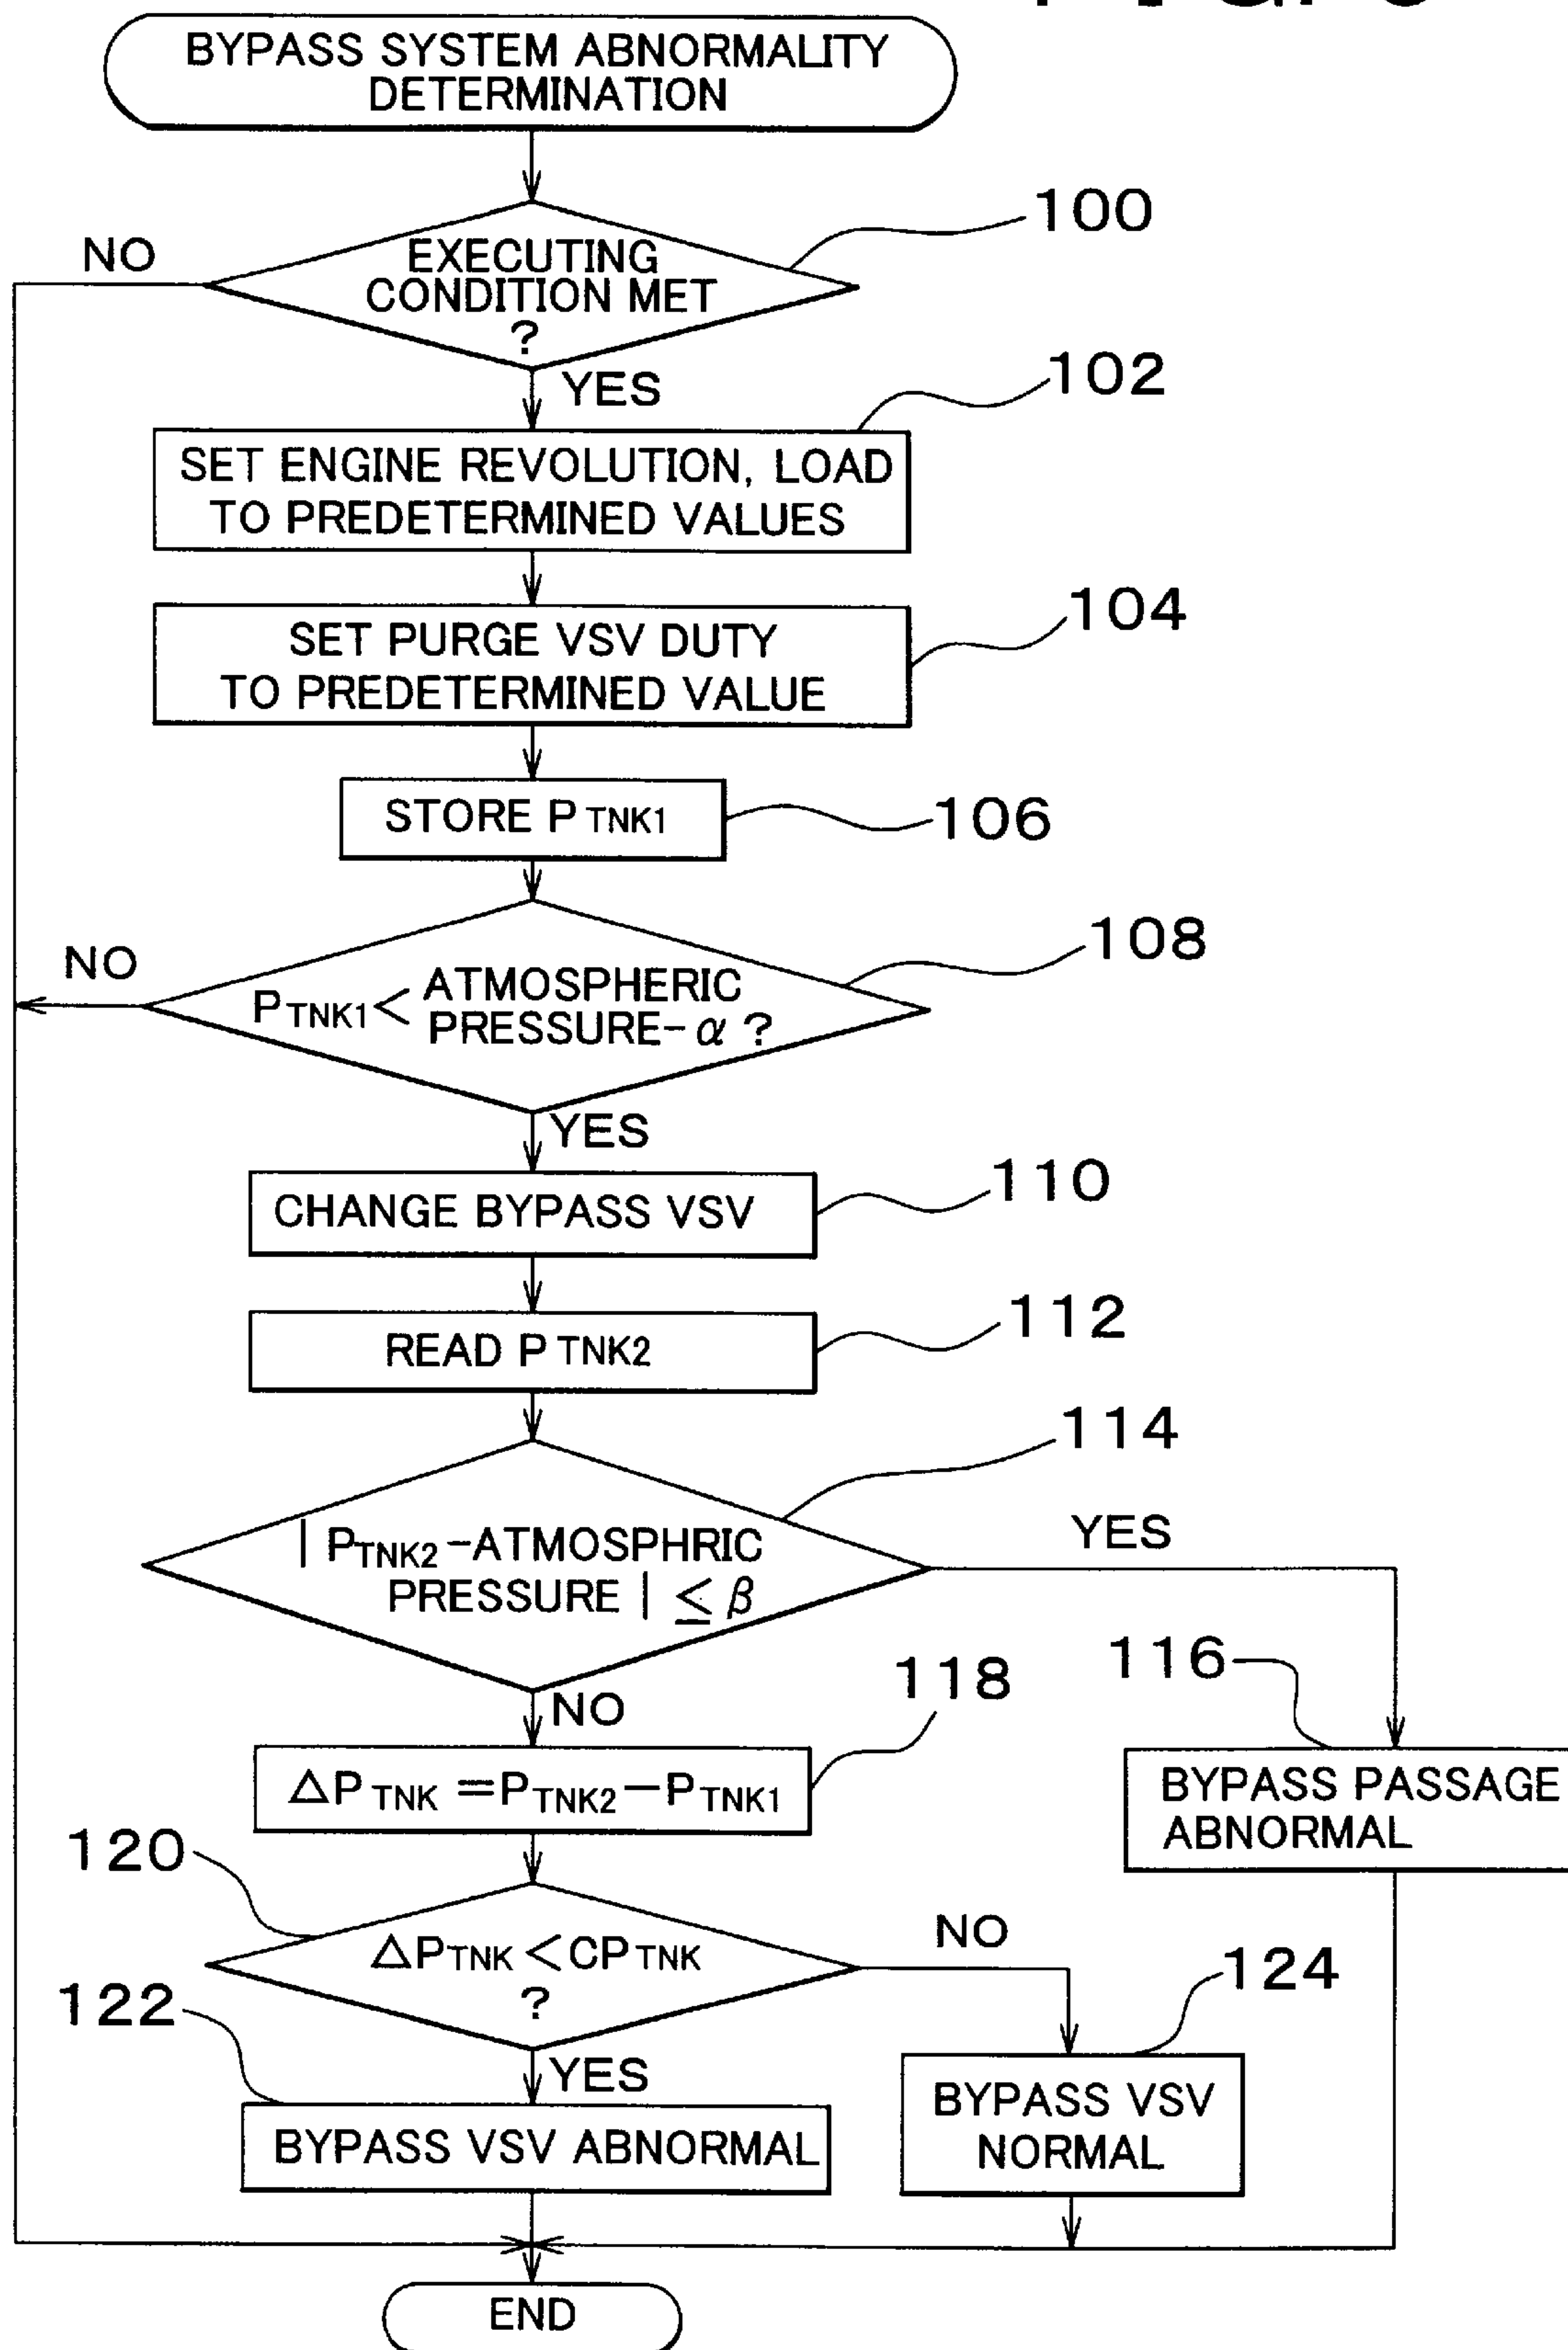 BYPASS SYSTEM ABNORMALITY
DETERMINATION
100
NO
EXECUTING
CONDITION MET
?
YES
102
SET ENGINE REVOLUTION, LOAD
TO PREDETERMINED VALUES
104
SET PURGE VSV DUTY
TO PREDETERMINED VALUE
STORE P TNK1
106
108
NO
PTNK1 < ATMOSPHERIC
PRESSURE-α ?
YES
110
CHANGE BYPASS VSV
112
READ P TNK2
114
YES
| PTNK2 -ATMOSPHRIC
PRESSURE | ≤ β
116
118
NO
△P TNK =PTNK2 -PTNK1
BYPASS PASSAGE
ABNORMAL
120
NO
△PTNK <CPTNK
?
124
122
YES
BYPASS VSV
NORMAL
BYPASS VSV ABNORMAL
END